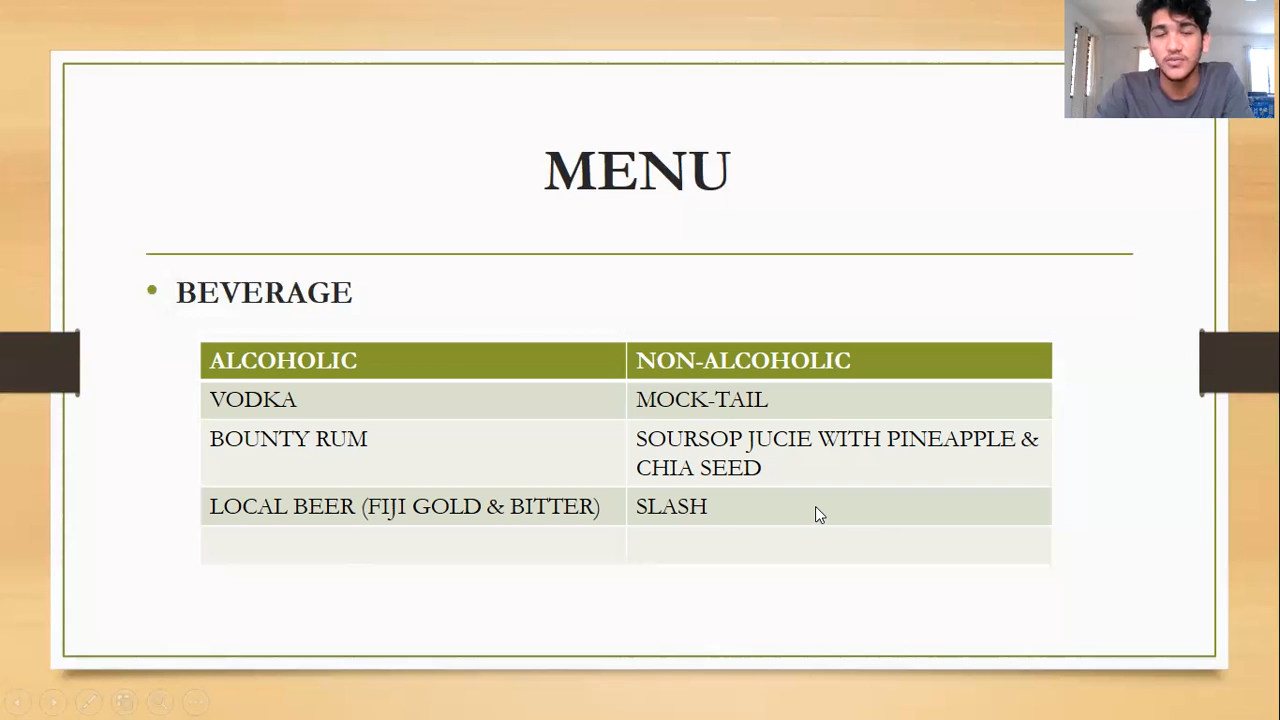 MENU
BEVERAGE
ALCOHOLIC
NON-ALCOHOLIC
VODKA
MOCK-TAIL
BOUNTY RUM
SOURSOP JUCIE WITH PINEAPPLE &
CHIA SEED
LOCAL BEER (FIJI GOLD & BITTER)
SLASH